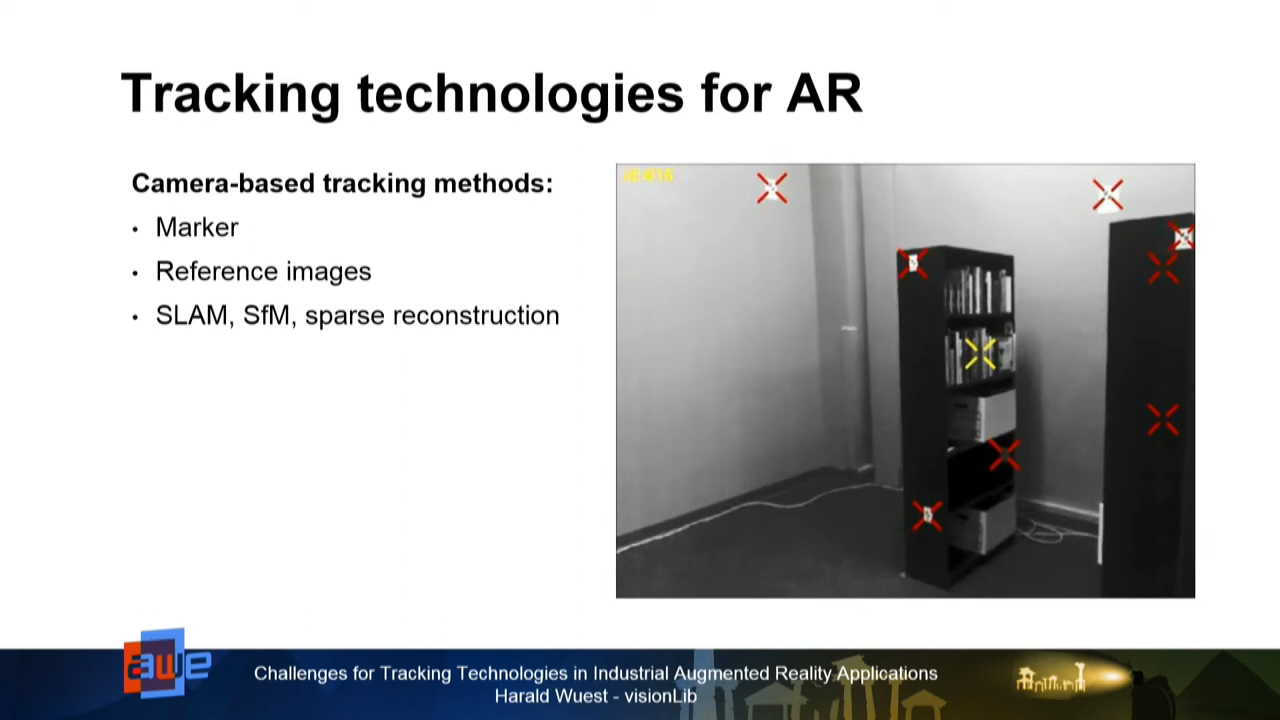 Tracking technologies for AR
Camera-based tracking methods:
• Marker
• Reference images
• SLAM, SfM, sparse reconstruction
awe
Challenges for Tracking Technologies in Industrial Augmented Reality Applications
Harald Wuest - visionLib